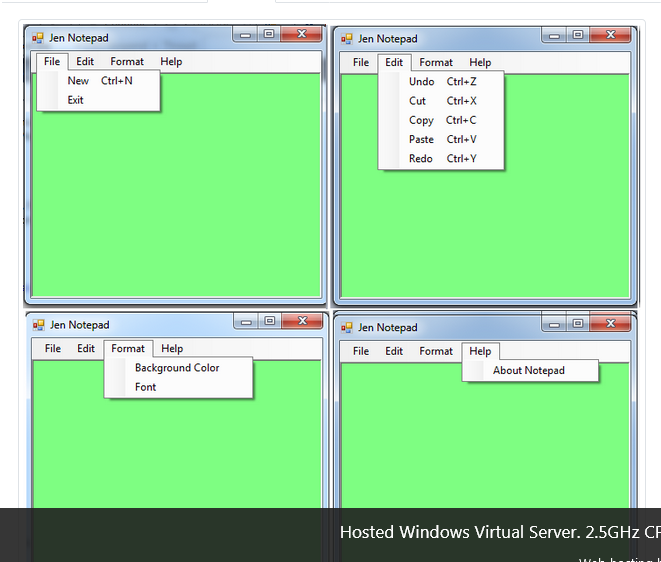 Jen Notepad
File Edit Format Help
New Ctrl+N
Exit
Jen Notepad
File Edit Format Help
Undo Ctrl+Z
Cut Ctrl+X
Copy Ctrl+C
Paste Ctrl+V
Redo Ctrl+Y
Jen Notepad
File Edit Format Help
Background Color
Font
Jen Notepad
File Edit Format Help
About Notepad
Hosted Windows Virtual Server. 2.5GHz
Web hosting